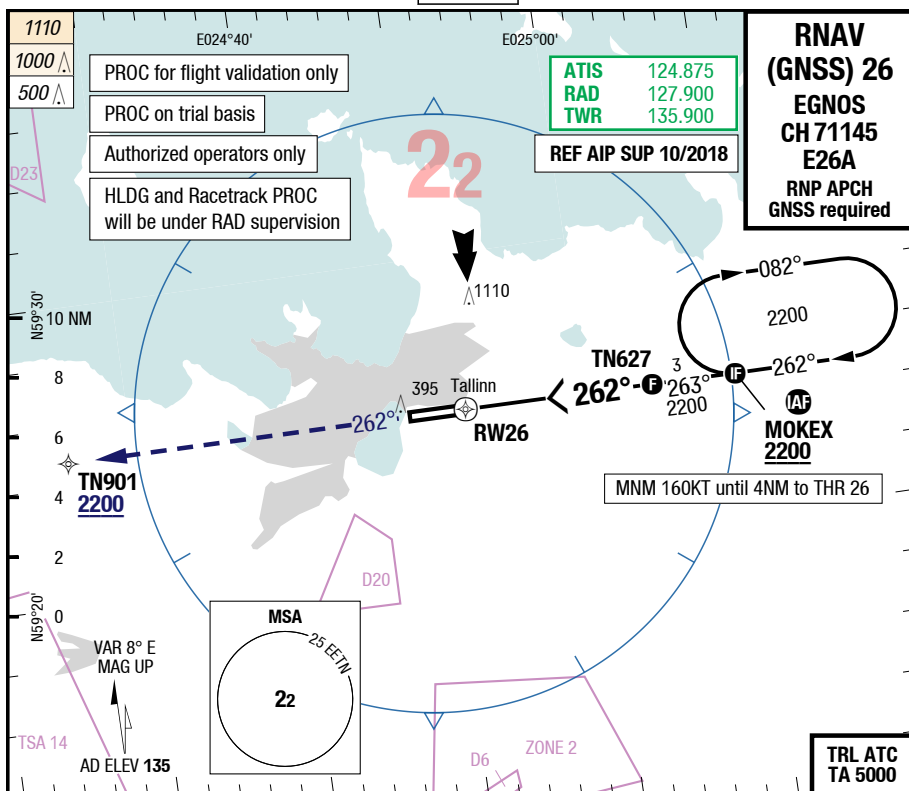 1110
1000
500
E024°40'
E025°00'
PROC for flight validation only
PROC on trial basis
Authorized operators only
HLDG and Racetrack PROC
will be under RAD supervision
ATIS 124.875
RAD 127.900
TWR 135.900
REF AIP SUP 10/2018
RNAV
(GNSS) 26
EGNOS
CH 71145
E26A
RNP APCH
GNSS required
D23
22
1110
082°
2200
262°
N59°30'
10 NM
8
6
4
2
0
N59°20'
TN627
262°
F
3
263°
2200
IF
IAF
MOKEX
2200
395
Tallinn
RW26
262°
TN901
2200
MNM 160KT until 4NM to THR 26
D20
MSA
25 EETN
22
VAR 8° E
MAG UP
AD ELEV 135
TSA 14
D6
ZONE 2
TRL ATC
TA 5000